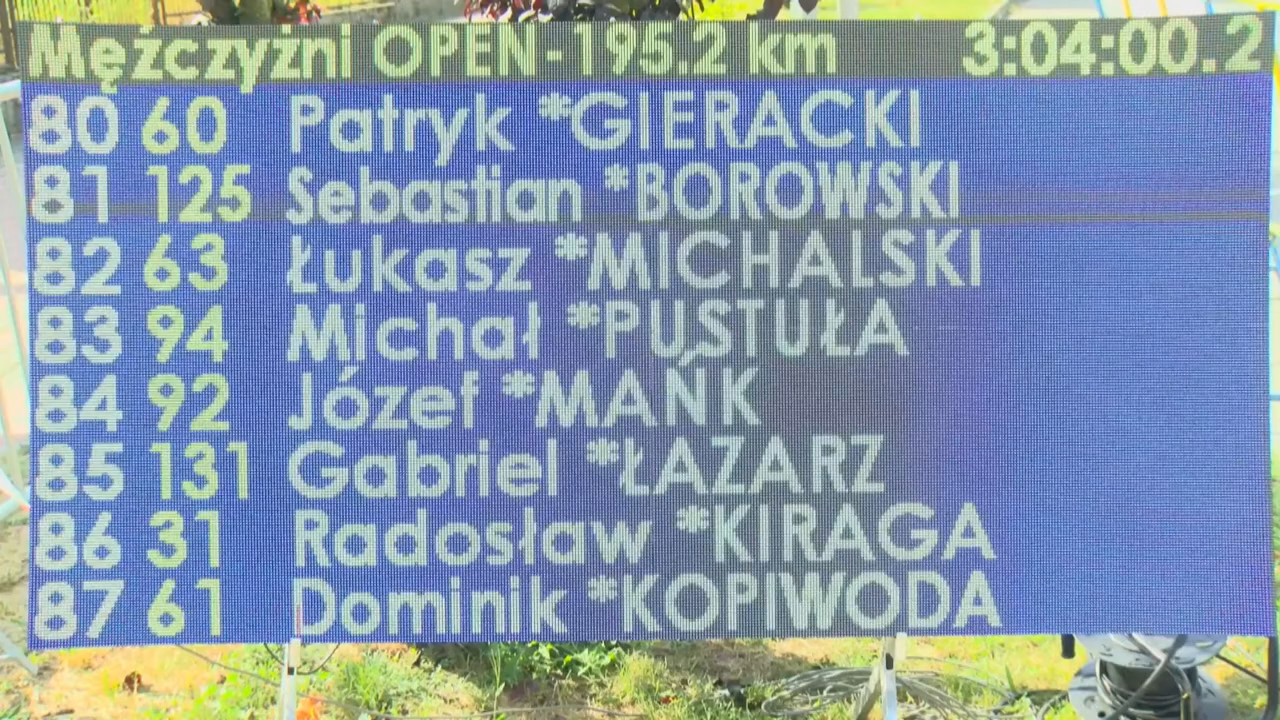 Mężczyźni OPEN-195.2 km 3:04:00.2
80 60 Patryk *GIERACKI
81 125 Sebastian *BOROWSKI
82 63 Łukasz *MICHALSKI
83 94 Michał *PUSTUŁA
84 92 Józef *MAŃK
85 131 Gabriel *ŁAZARZ
86 31 Radosław *KIRAGA
87 61 Dominik *KOPIWODA